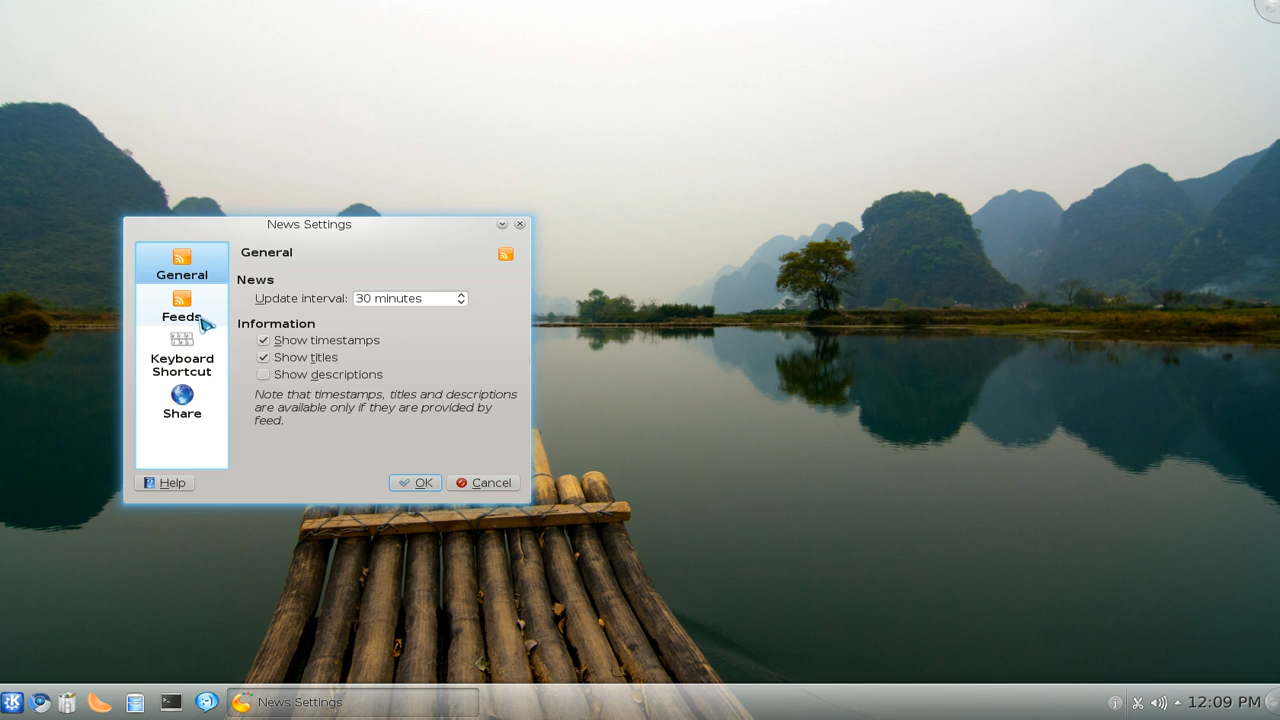 News Settings
General
Feeds
Keyboard
Shortcut
Share
General
News
Update interval: 30 minutes
Information
Show timestamps
Show titles
Show descriptions
Note that timestamps, titles and descriptions
are available only if they are provided by
feed.
Help
OK
Cancel
News Settings
12:09 PM